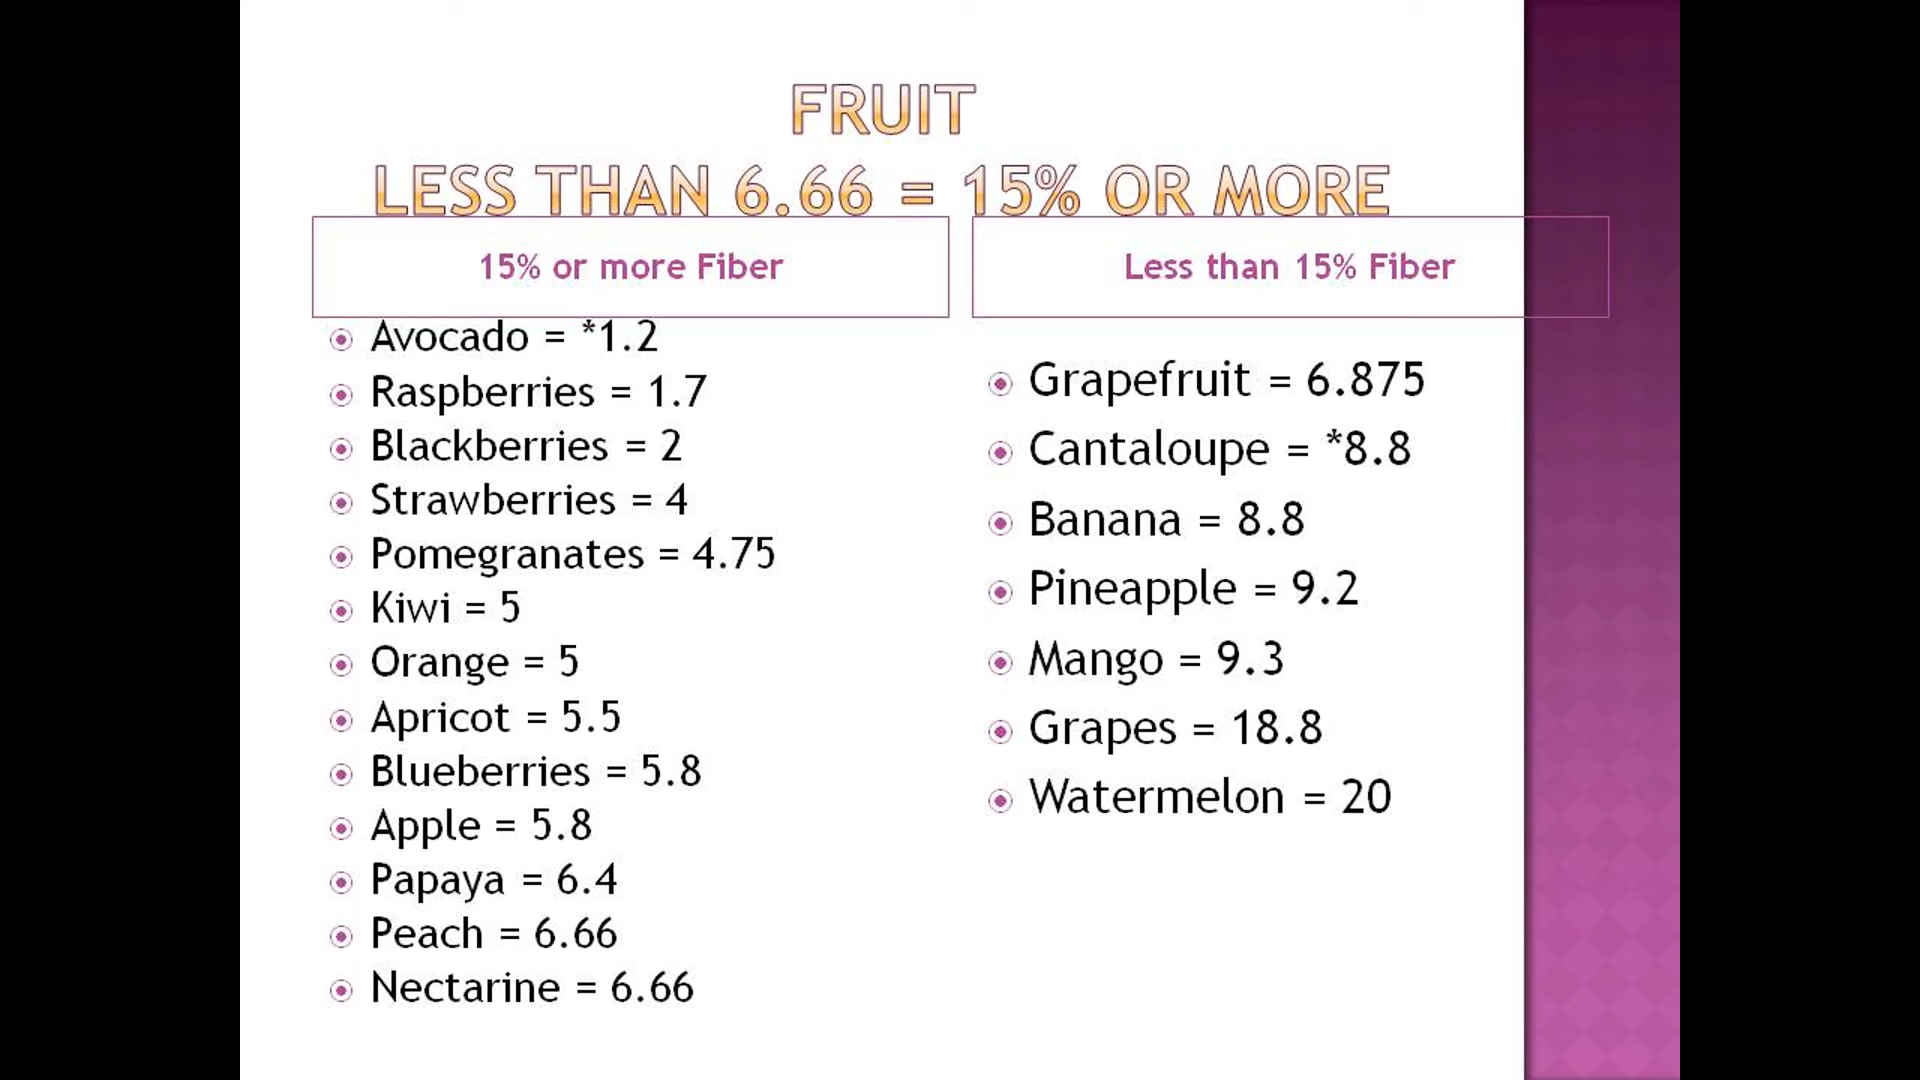 FRUIT
LESS THAN 6.66 = 15% OR MORE
15% or more Fiber
Avocado = *1.2
Raspberries = 1.7
Blackberries = 2
Strawberries = 4
Pomegranates = 4.75
Kiwi = 5
Orange = 5
Apricot = 5.5
Blueberries = 5.8
Apple = 5.8
Papaya = 6.4
Peach = 6.66
Nectarine = 6.66
Less than 15% Fiber
Grapefruit = 6.875
Cantaloupe = *8.8
Banana = 8.8
Pineapple = 9.2
Mango = 9.3
Grapes = 18.8
Watermelon = 20